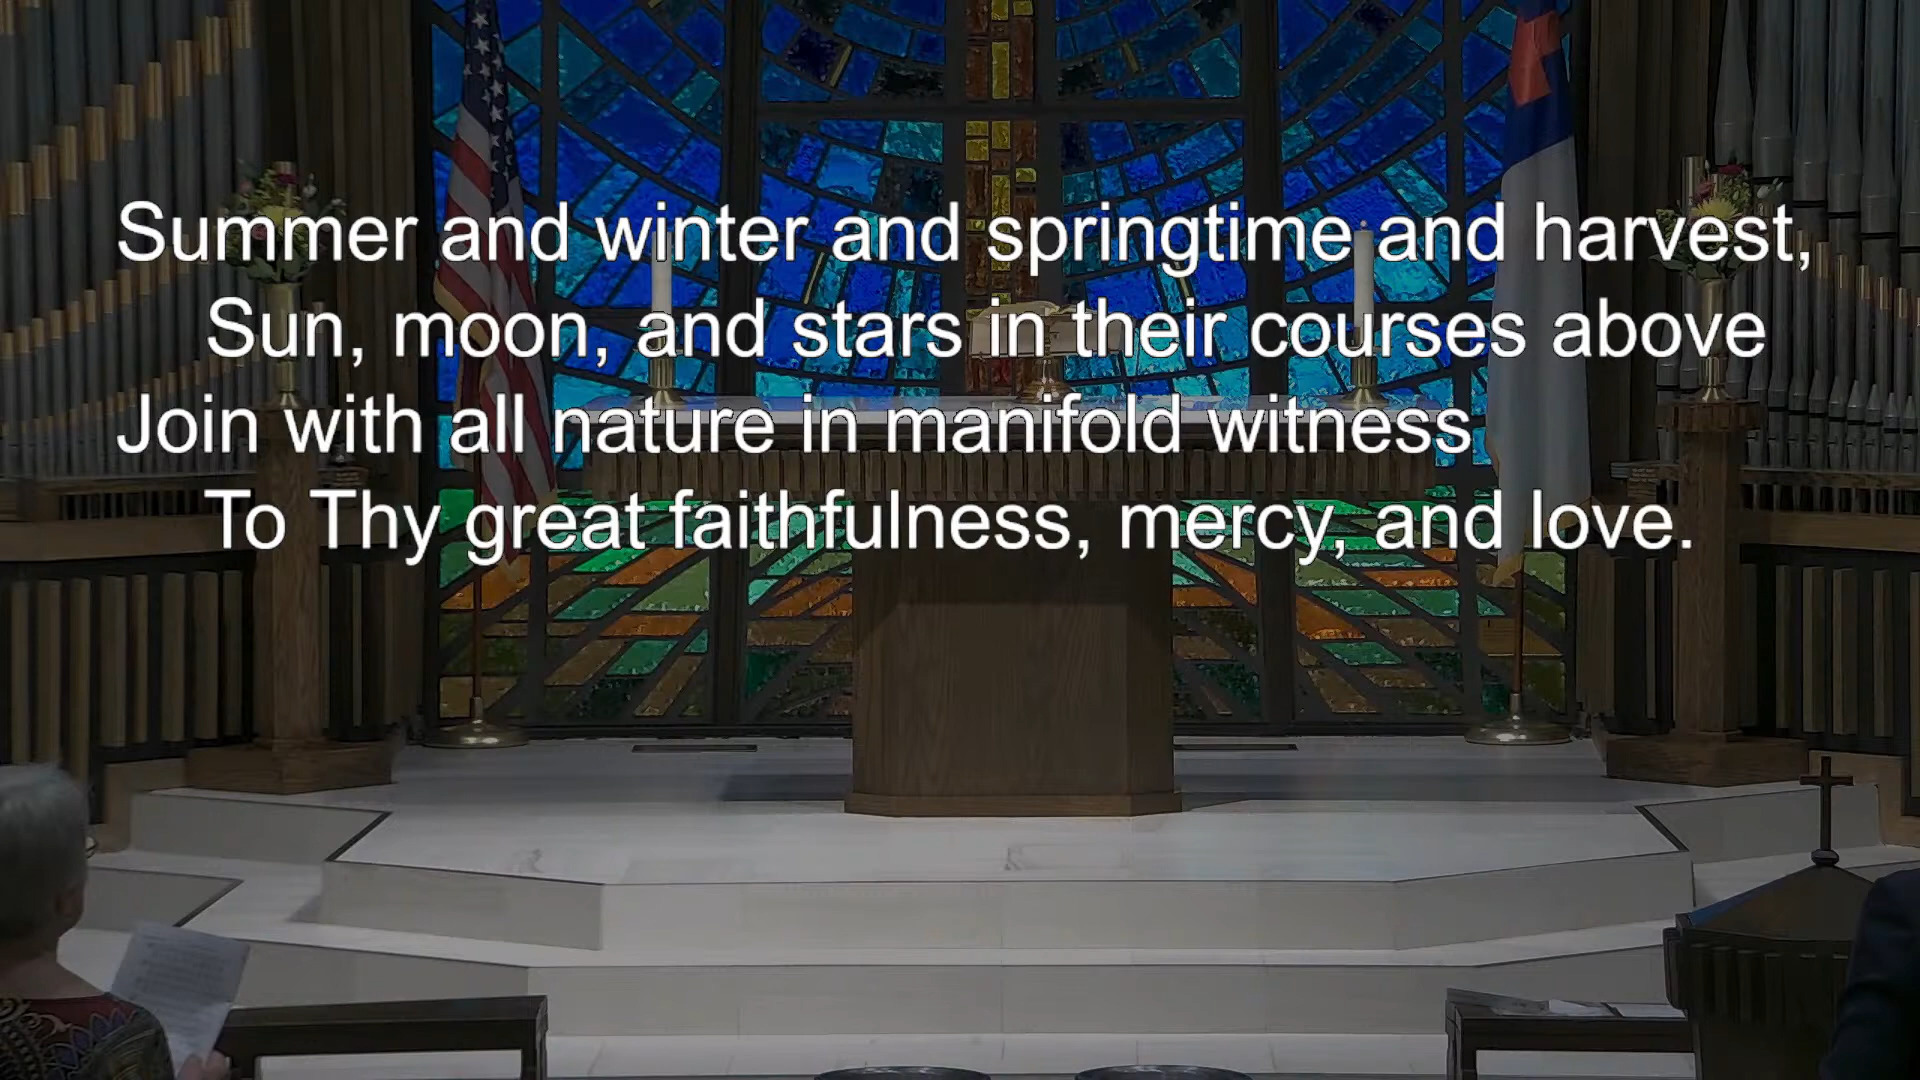 Summer and winter and springtime and harvest,
Sun, moon, and stars in their courses above
Join with all nature in manifold witness
To Thy great faithfulness, mercy, and love.